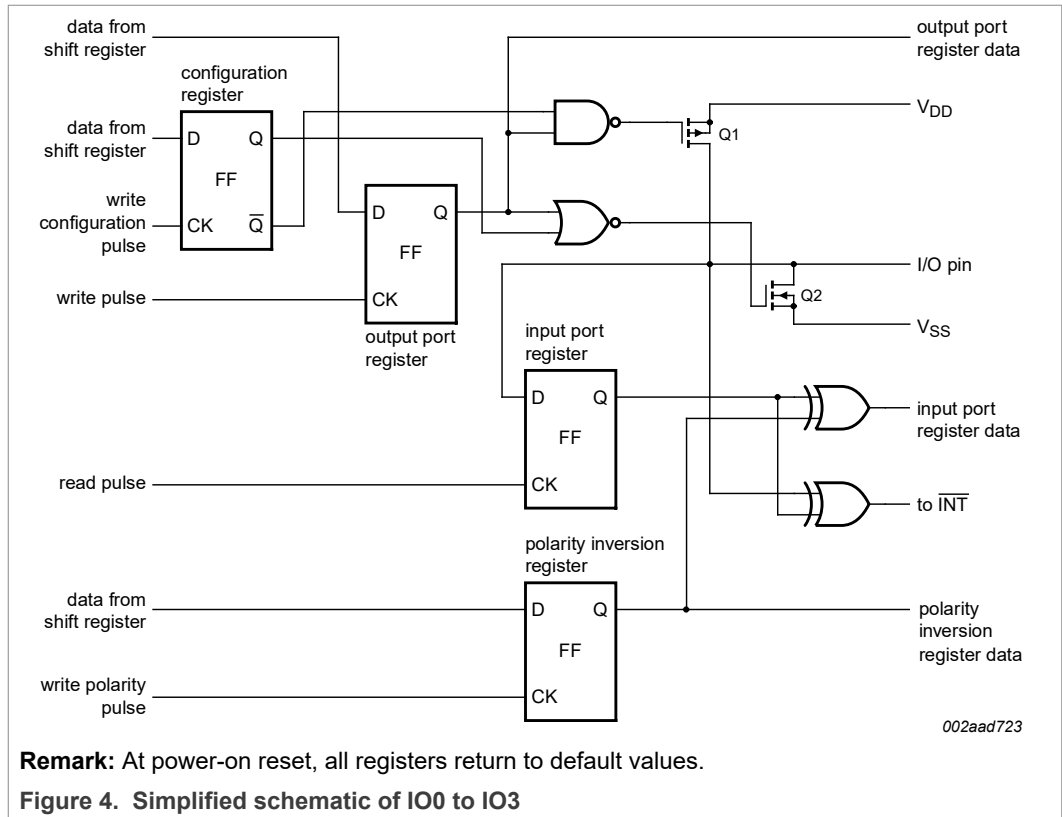 data from
shift register
output port
register data
configuration
register
V_DD
data from
shift register
D
Q
Q1
FF
write
configuration
pulse
CK
Q̅
D
Q
FF
I/O pin
Q2
write pulse
CK
V_SS
output port
register
input port
register
D
Q
input port
register data
FF
read pulse
CK
to I̅N̅T̅
polarity inversion
register
data from
shift register
D
Q
polarity
inversion
register data
FF
write polarity
pulse
CK
002aad723
Remark: At power-on reset, all registers return to default values.
Figure 4. Simplified schematic of IO0 to IO3